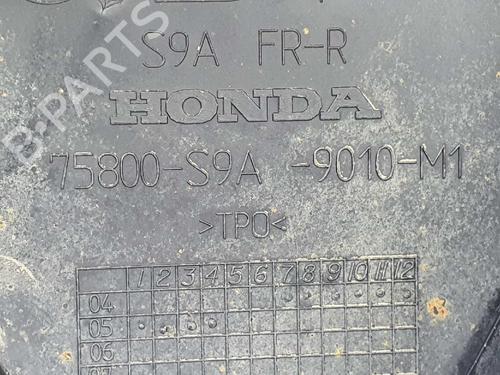 B-PARTS
S9A FR-R
HONDA
75800-S9A -9010-M1
>TPO<
1 2 3 4 5 6 7 8 9 10 11 12
04
05
06